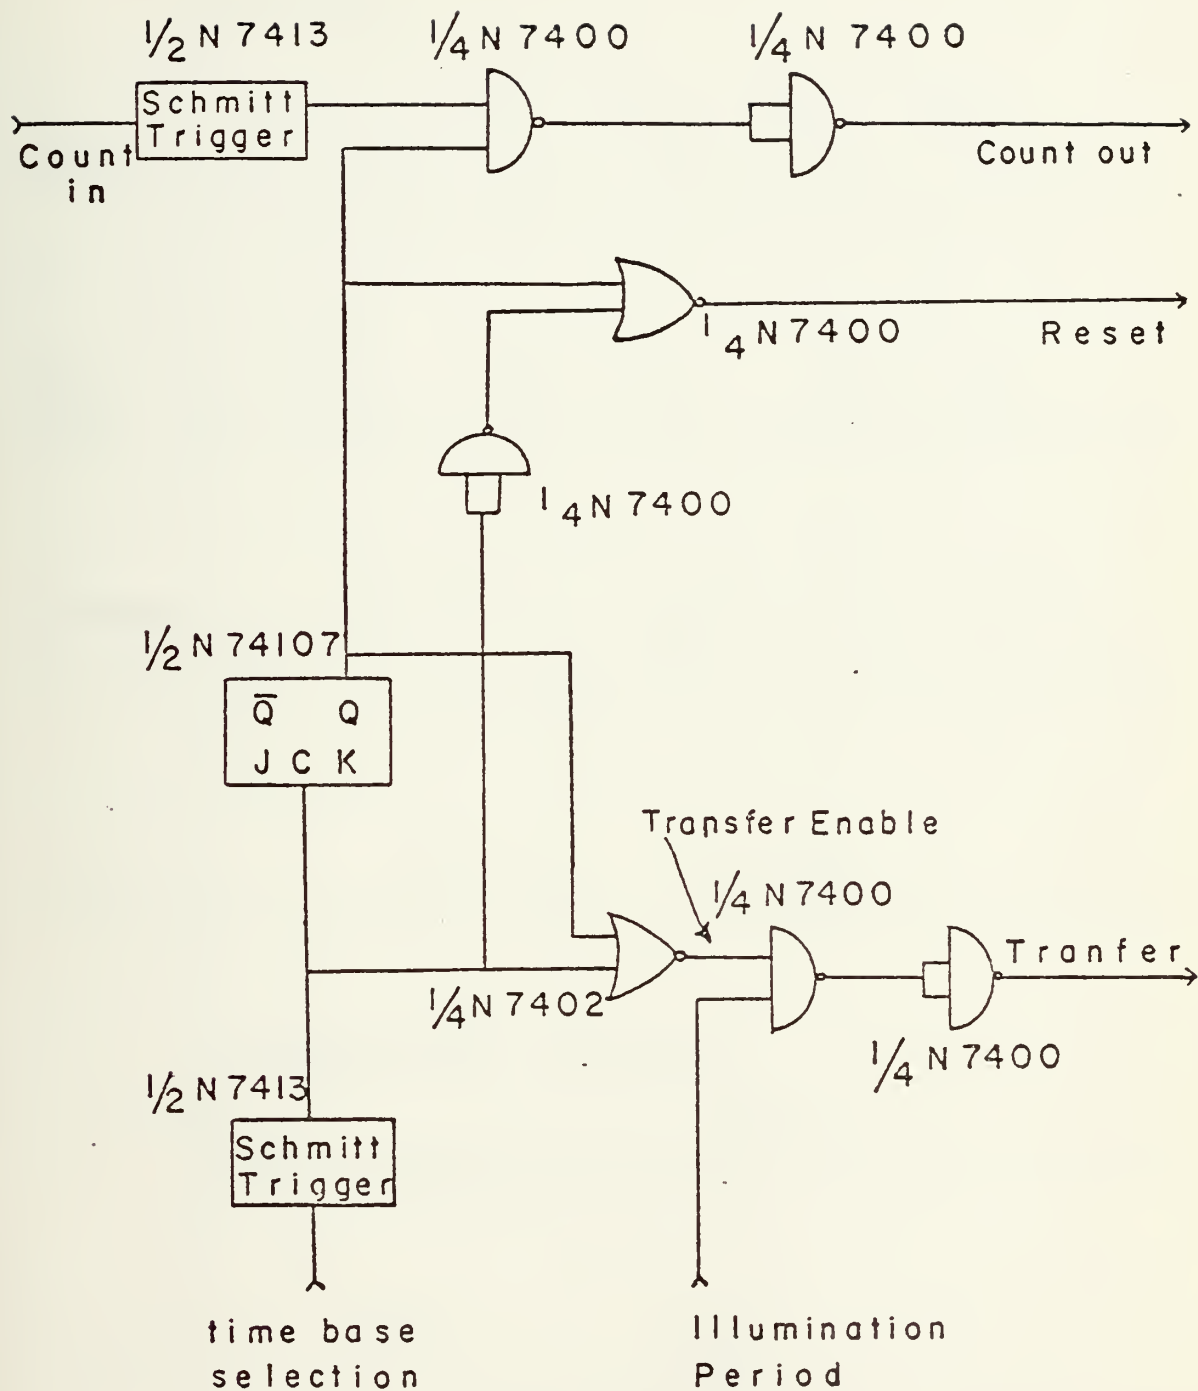 1/2 N 7413
1/4 N 7400
1/4 N 7400
Schmitt
Trigger
Count
in
Count out
1 4 N 7400
Reset
1 4 N 7400
1/2 N 74107
Q̅ Q
J C K
Transfer Enable
1/4 N 7400
Tranfer
1/4 N 7402
1/4 N 7400
1/2 N 7413
Schmitt
Trigger
time base
selection
Illumination
Period